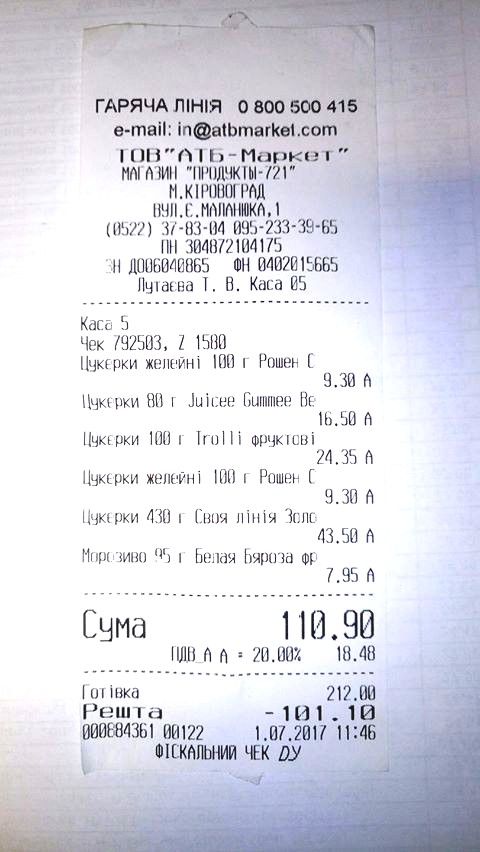 ГАРЯЧА ЛІНІЯ 0 800 500 415
e-mail: in@atbmarket.com
ТОВ"АТБ-Маркет"
МАГАЗИН "ПРОДУКТЫ-721"
М.КІРОВОГРАД
ВУЛ.Є.МАЛАНЮКА,1
(0522) 37-83-04 095-233-39-65
ПН 304872104175
ЗН ДО06040865 ФН 0402015665
Лутаєва Т. В. Каса 05
Каса 5
Чек 792503, Z 1580
Цукерки желейні 100 г Рошен С
9.30 А
Цукерки 80 г Juicee Gummee Be
16.50 А
Цукерки 100 г Trolli фруктові
24.35 А
Цукерки желейні 100 г Рошен С
9.30 А
Цукерки 430 г Своя лінія Золо
43.50 А
Морозиво 95 г Белая Бяроза фр
7.95 А
Сума 110.90
ПДВ_А А = 20.00% 18.48
Готівка 212.00
Решта -101.10
000884361 00122 1.07.2017 11:46
ФІСКАЛЬНИЙ ЧЕК